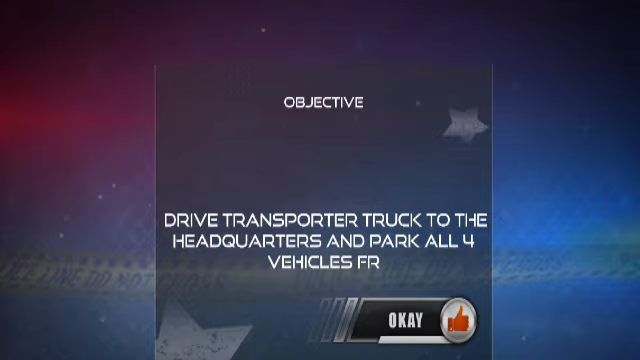 OBJECTIVE
DRIVE TRANSPORTER TRUCK TO THE
HEADQUARTERS AND PARK ALL 4
VEHICLES FR
OKAY